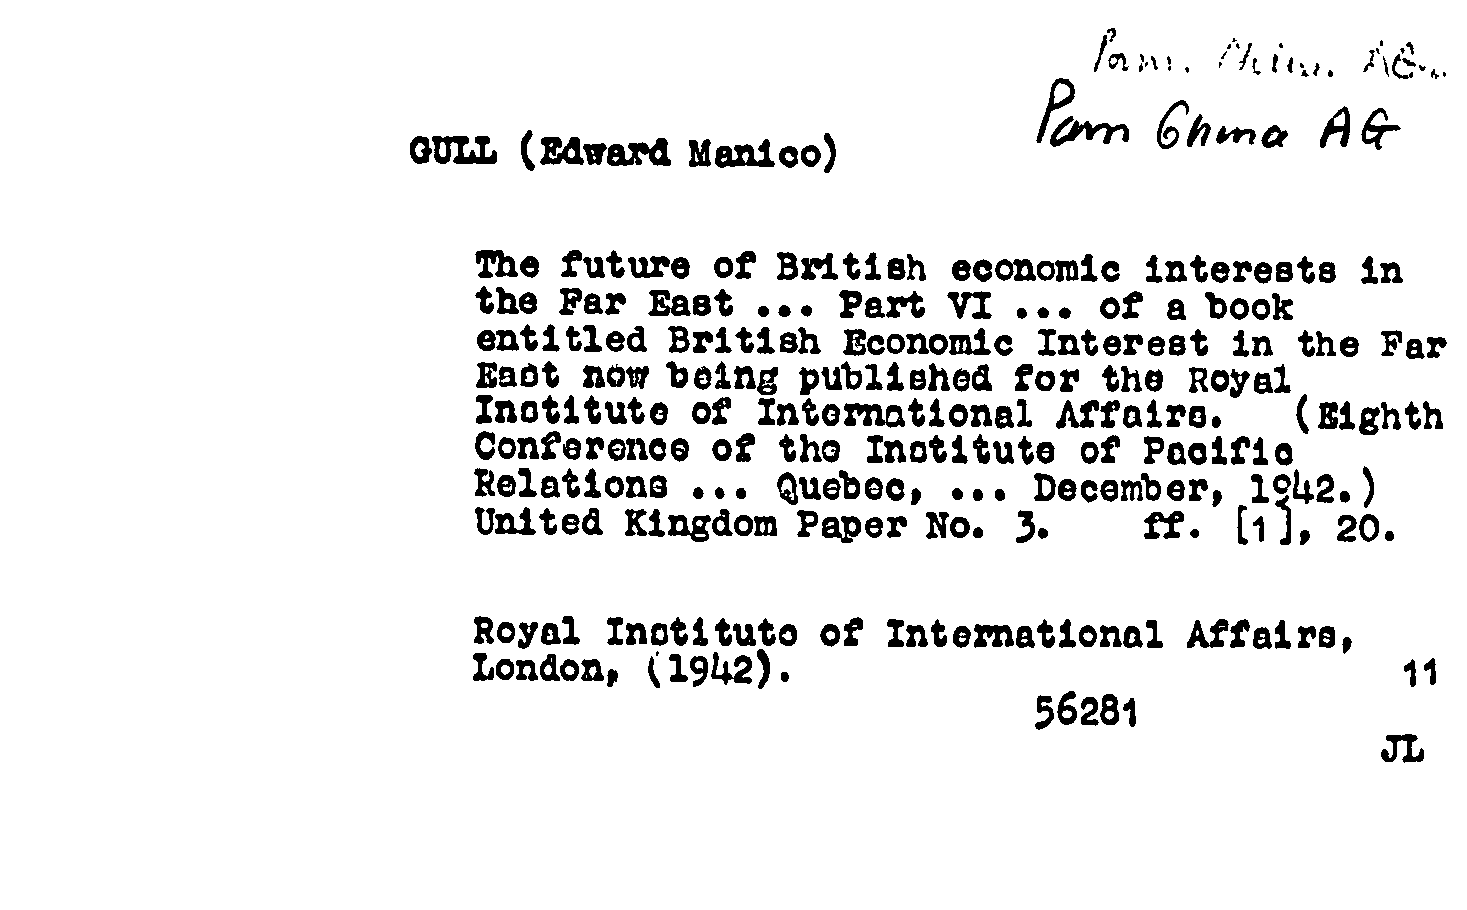 Pam. China. AG.
Pam China AG
GULL (Edward Manico)
The future of British economic interests in
the Far East ... Part VI ... of a book
entitled British Economic Interest in the Far
East now being published for the Royal
Institute of International Affairs. (Eighth
Conference of the Institute of Pacific
Relations ... Quebec, ... December, 1942.)
United Kingdom Paper No. 3. ff. [1], 20.
Royal Institute of International Affairs,
London, (1942).
11
56281
JL